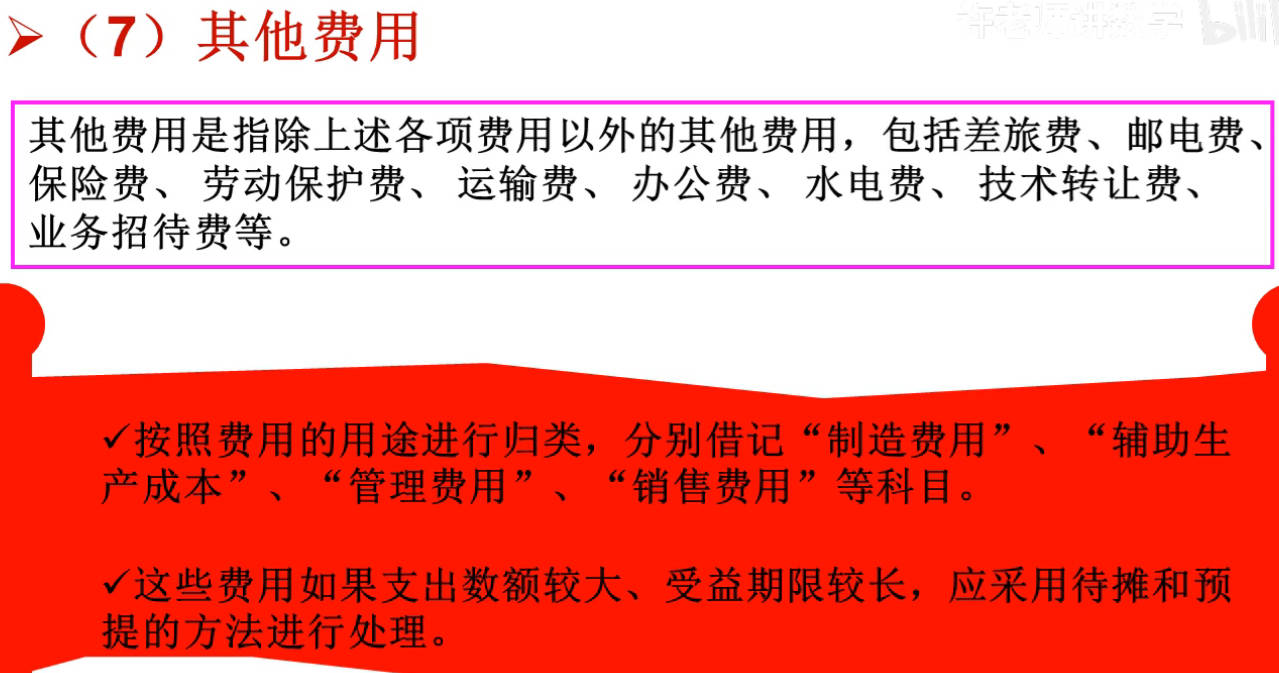 （7）其他费用
其他费用是指除上述各项费用以外的其他费用，包括差旅费、邮电费、
保险费、 劳动保护费、 运输费、 办公费、 水电费、 技术转让费、
业务招待费等。
✓按照费用的用途进行归类，分别借记“制造费用”、“辅助生
产成本”、“管理费用”、“销售费用”等科目。
✓这些费用如果支出数额较大、受益期限较长，应采用待摊和预
提的方法进行处理。